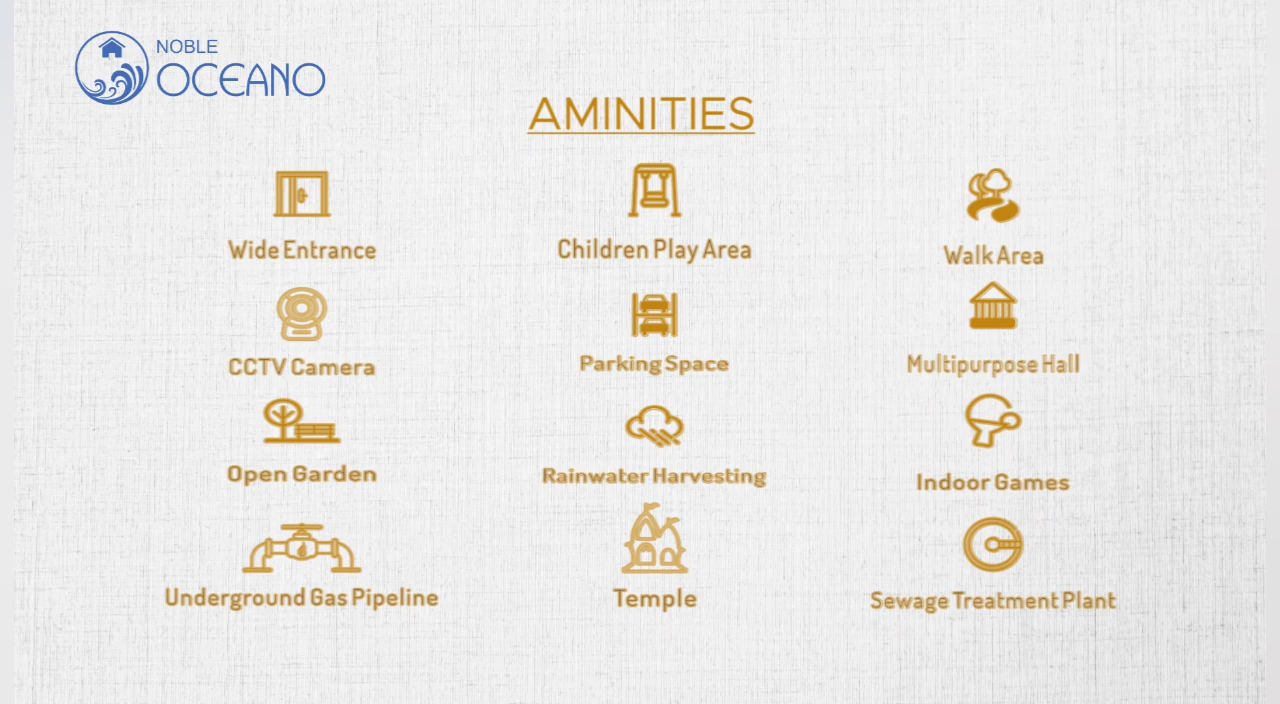 NOBLE
OCEANO
AMINITIES
Wide Entrance
Children Play Area
Walk Area
CCTV Camera
Parking Space
Multipurpose Hall
Open Garden
Rainwater Harvesting
Indoor Games
Underground Gas Pipeline
Temple
Sewage Treatment Plant